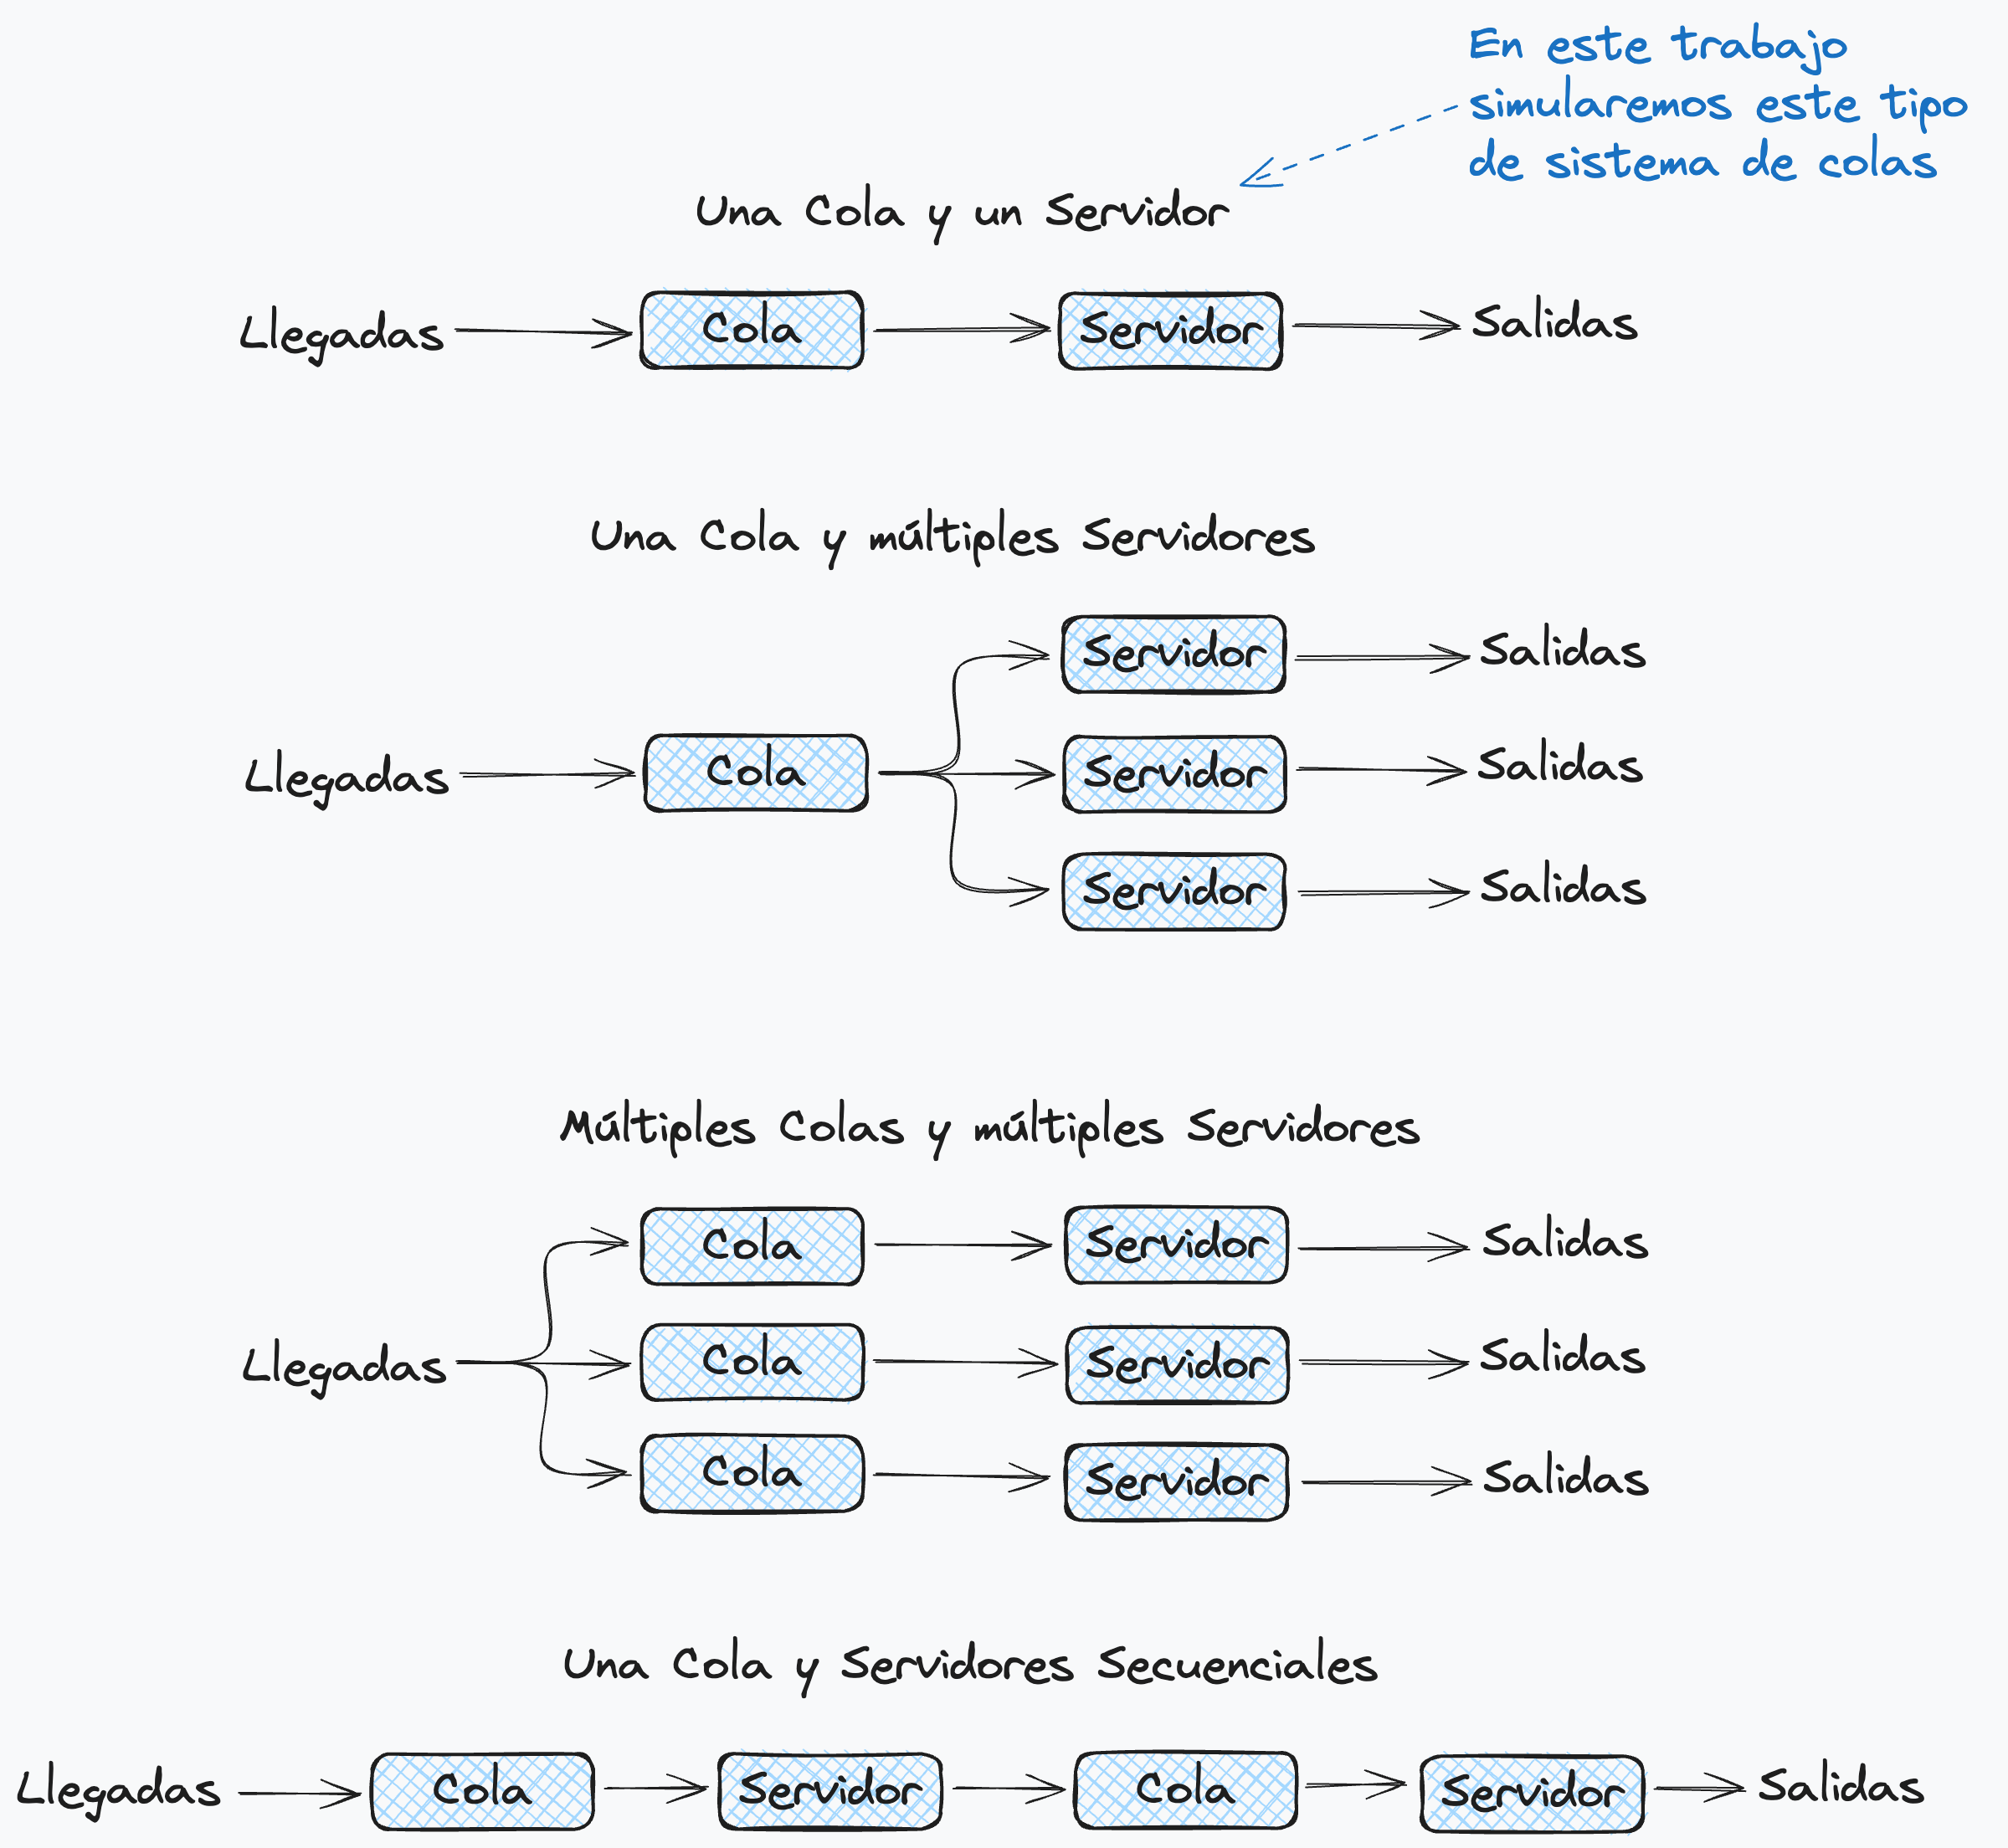 En este trabajo
simularemos este tipo
de sistema de colas
Una Cola y un Servidor
Llegadas
Cola
Servidor
Salidas
Una Cola y múltiples Servidores
Servidor
Salidas
Llegadas
Cola
Servidor
Salidas
Servidor
Salidas
Múltiples Colas y múltiples Servidores
Cola
Servidor
Salidas
Llegadas
Cola
Servidor
Salidas
Cola
Servidor
Salidas
Una Cola y Servidores Secuenciales
Llegadas
Cola
Servidor
Cola
Servidor
Salidas